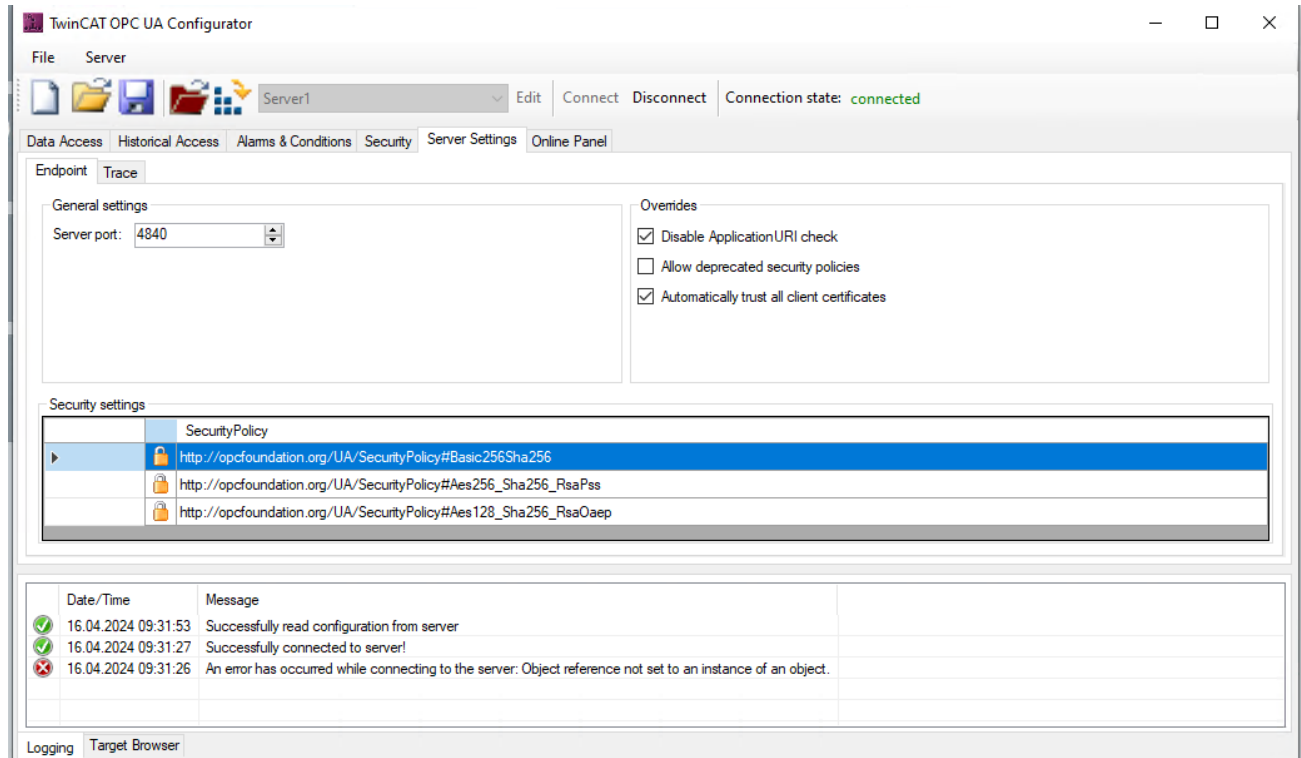 TwinCAT OPC UA Configurator
File Server
Server1 Edit Connect Disconnect Connection state: connected
Data Access Historical Access Alarms & Conditions Security Server Settings Online Panel
Endpoint Trace
General settings
Server port: 4840
Overrides
Disable ApplicationURI check
Allow deprecated security policies
Automatically trust all client certificates
Security settings
SecurityPolicy
http://opcfoundation.org/UA/SecurityPolicy#Basic256Sha256
http://opcfoundation.org/UA/SecurityPolicy#Aes256_Sha256_RsaPss
http://opcfoundation.org/UA/SecurityPolicy#Aes128_Sha256_RsaOaep
Date/Time Message
16.04.2024 09:31:53 Successfully read configuration from server
16.04.2024 09:31:27 Successfully connected to server!
16.04.2024 09:31:26 An error has occurred while connecting to the server: Object reference not set to an instance of an object.
Logging Target Browser